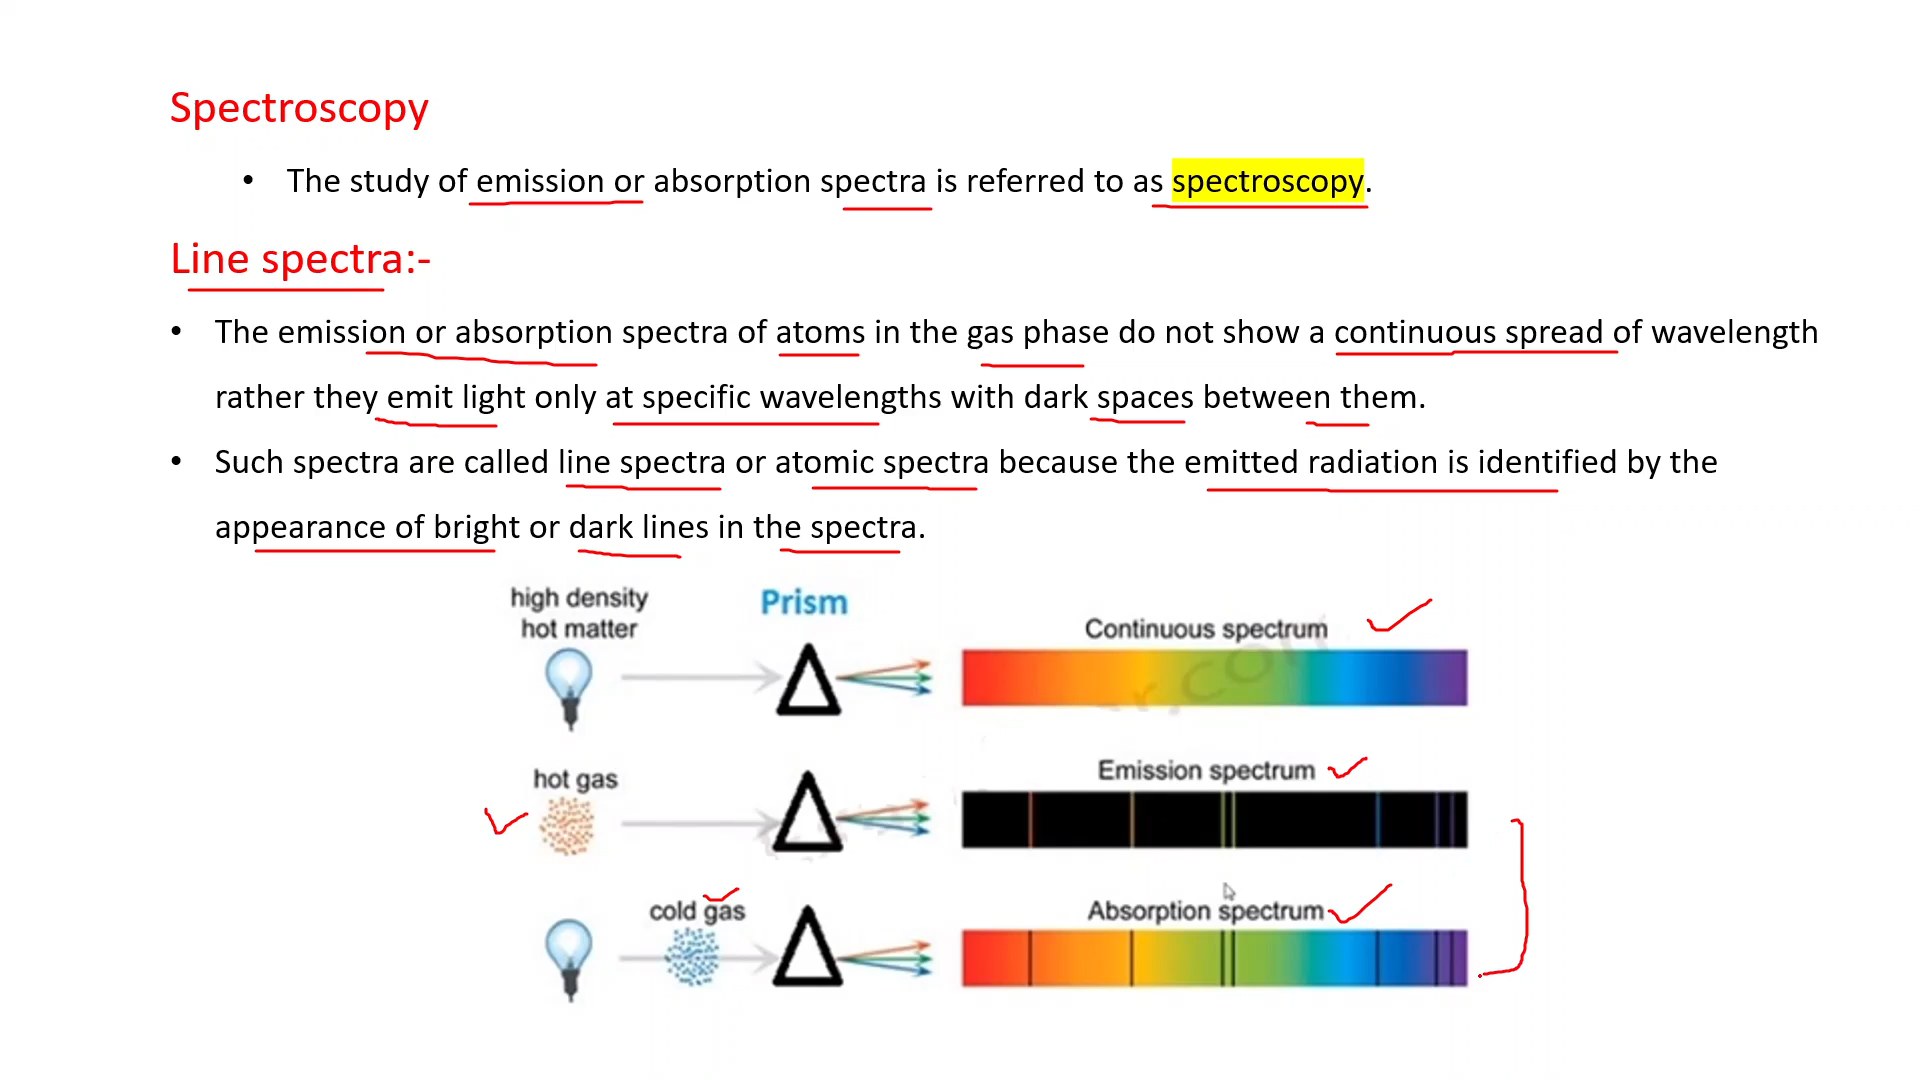 Spectroscopy
• The study of emission or absorption spectra is referred to as spectroscopy.
Line spectra:-
• The emission or absorption spectra of atoms in the gas phase do not show a continuous spread of wavelength
rather they emit light only at specific wavelengths with dark spaces between them.
• Such spectra are called line spectra or atomic spectra because the emitted radiation is identified by the
appearance of bright or dark lines in the spectra.
high density
hot matter
Prism
Continuous spectrum
hot gas
Emission spectrum
cold gas
Absorption spectrum